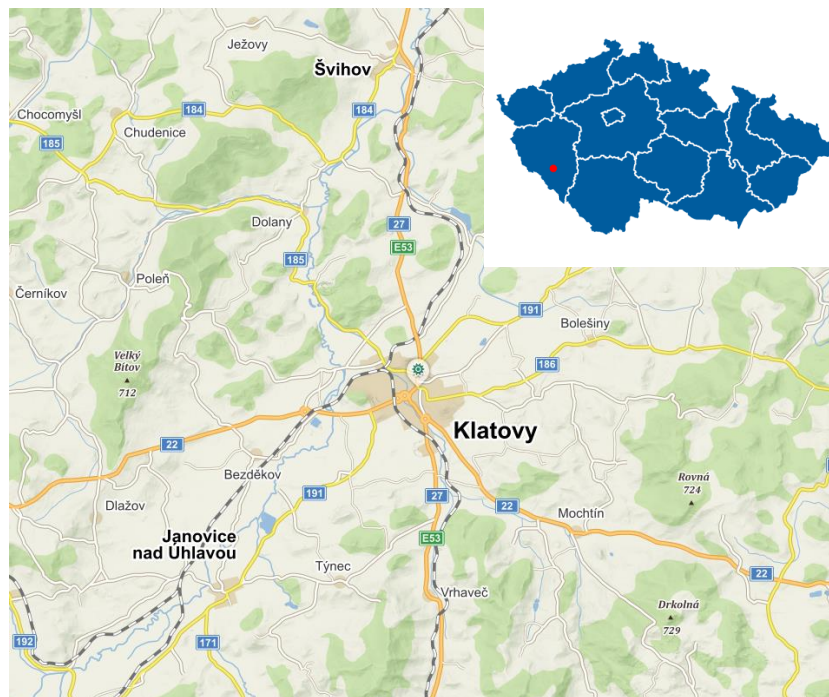 Ježovy
Švihov
184
184
Chocomyšl
Chudenice
185
Dolany
27
E53
185
Poleň
Černíkov
191
Bolešiny
Velký
Bítov
712
186
Klatovy
22
Bezděkov
Rovná
724
191
27
22
Dlažov
Mochtín
Janovice
nad Úhlavou
E53
Týnec
22
Vrhaveč
Drkolná
729
192
171